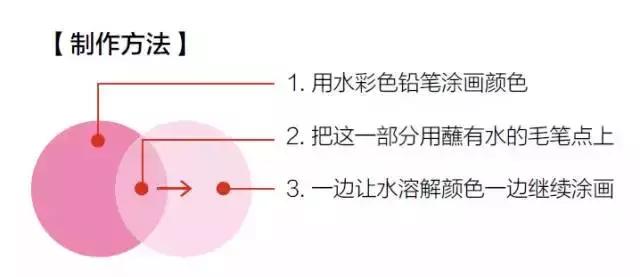 【制作方法】
1. 用水彩色铅笔涂画颜色
2. 把这一部分用蘸有水的毛笔点上
3. 一边让水溶解颜色一边继续涂画